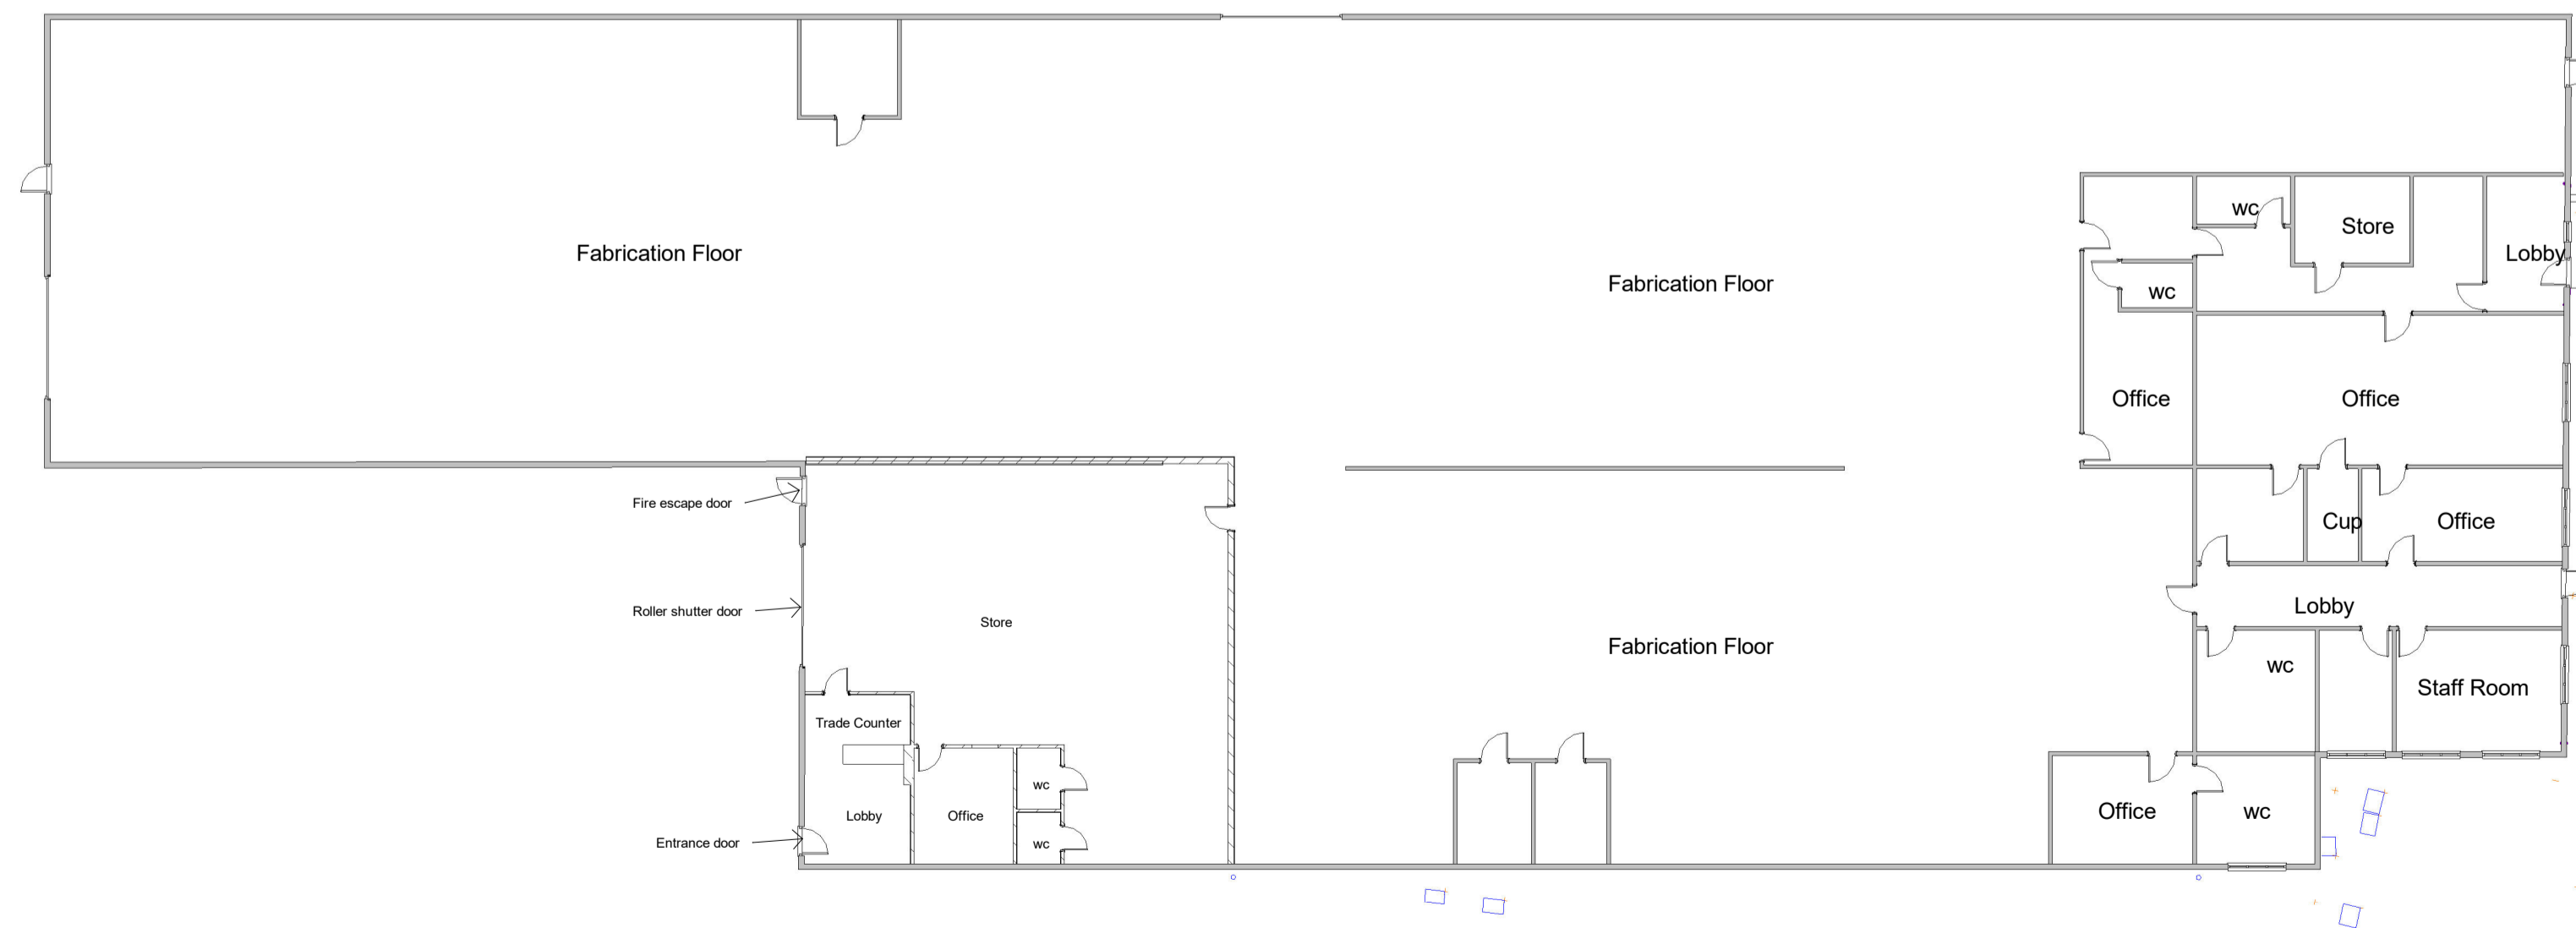 wc
Store
Lobby
Fabrication Floor
Fabrication Floor
wc
Office
Office
Fire escape door
Cup
Office
Roller shutter door
Lobby
Store
Fabrication Floor
wc
Staff Room
Trade Counter
wc
Lobby
Office
Office
wc
Entrance door
wc